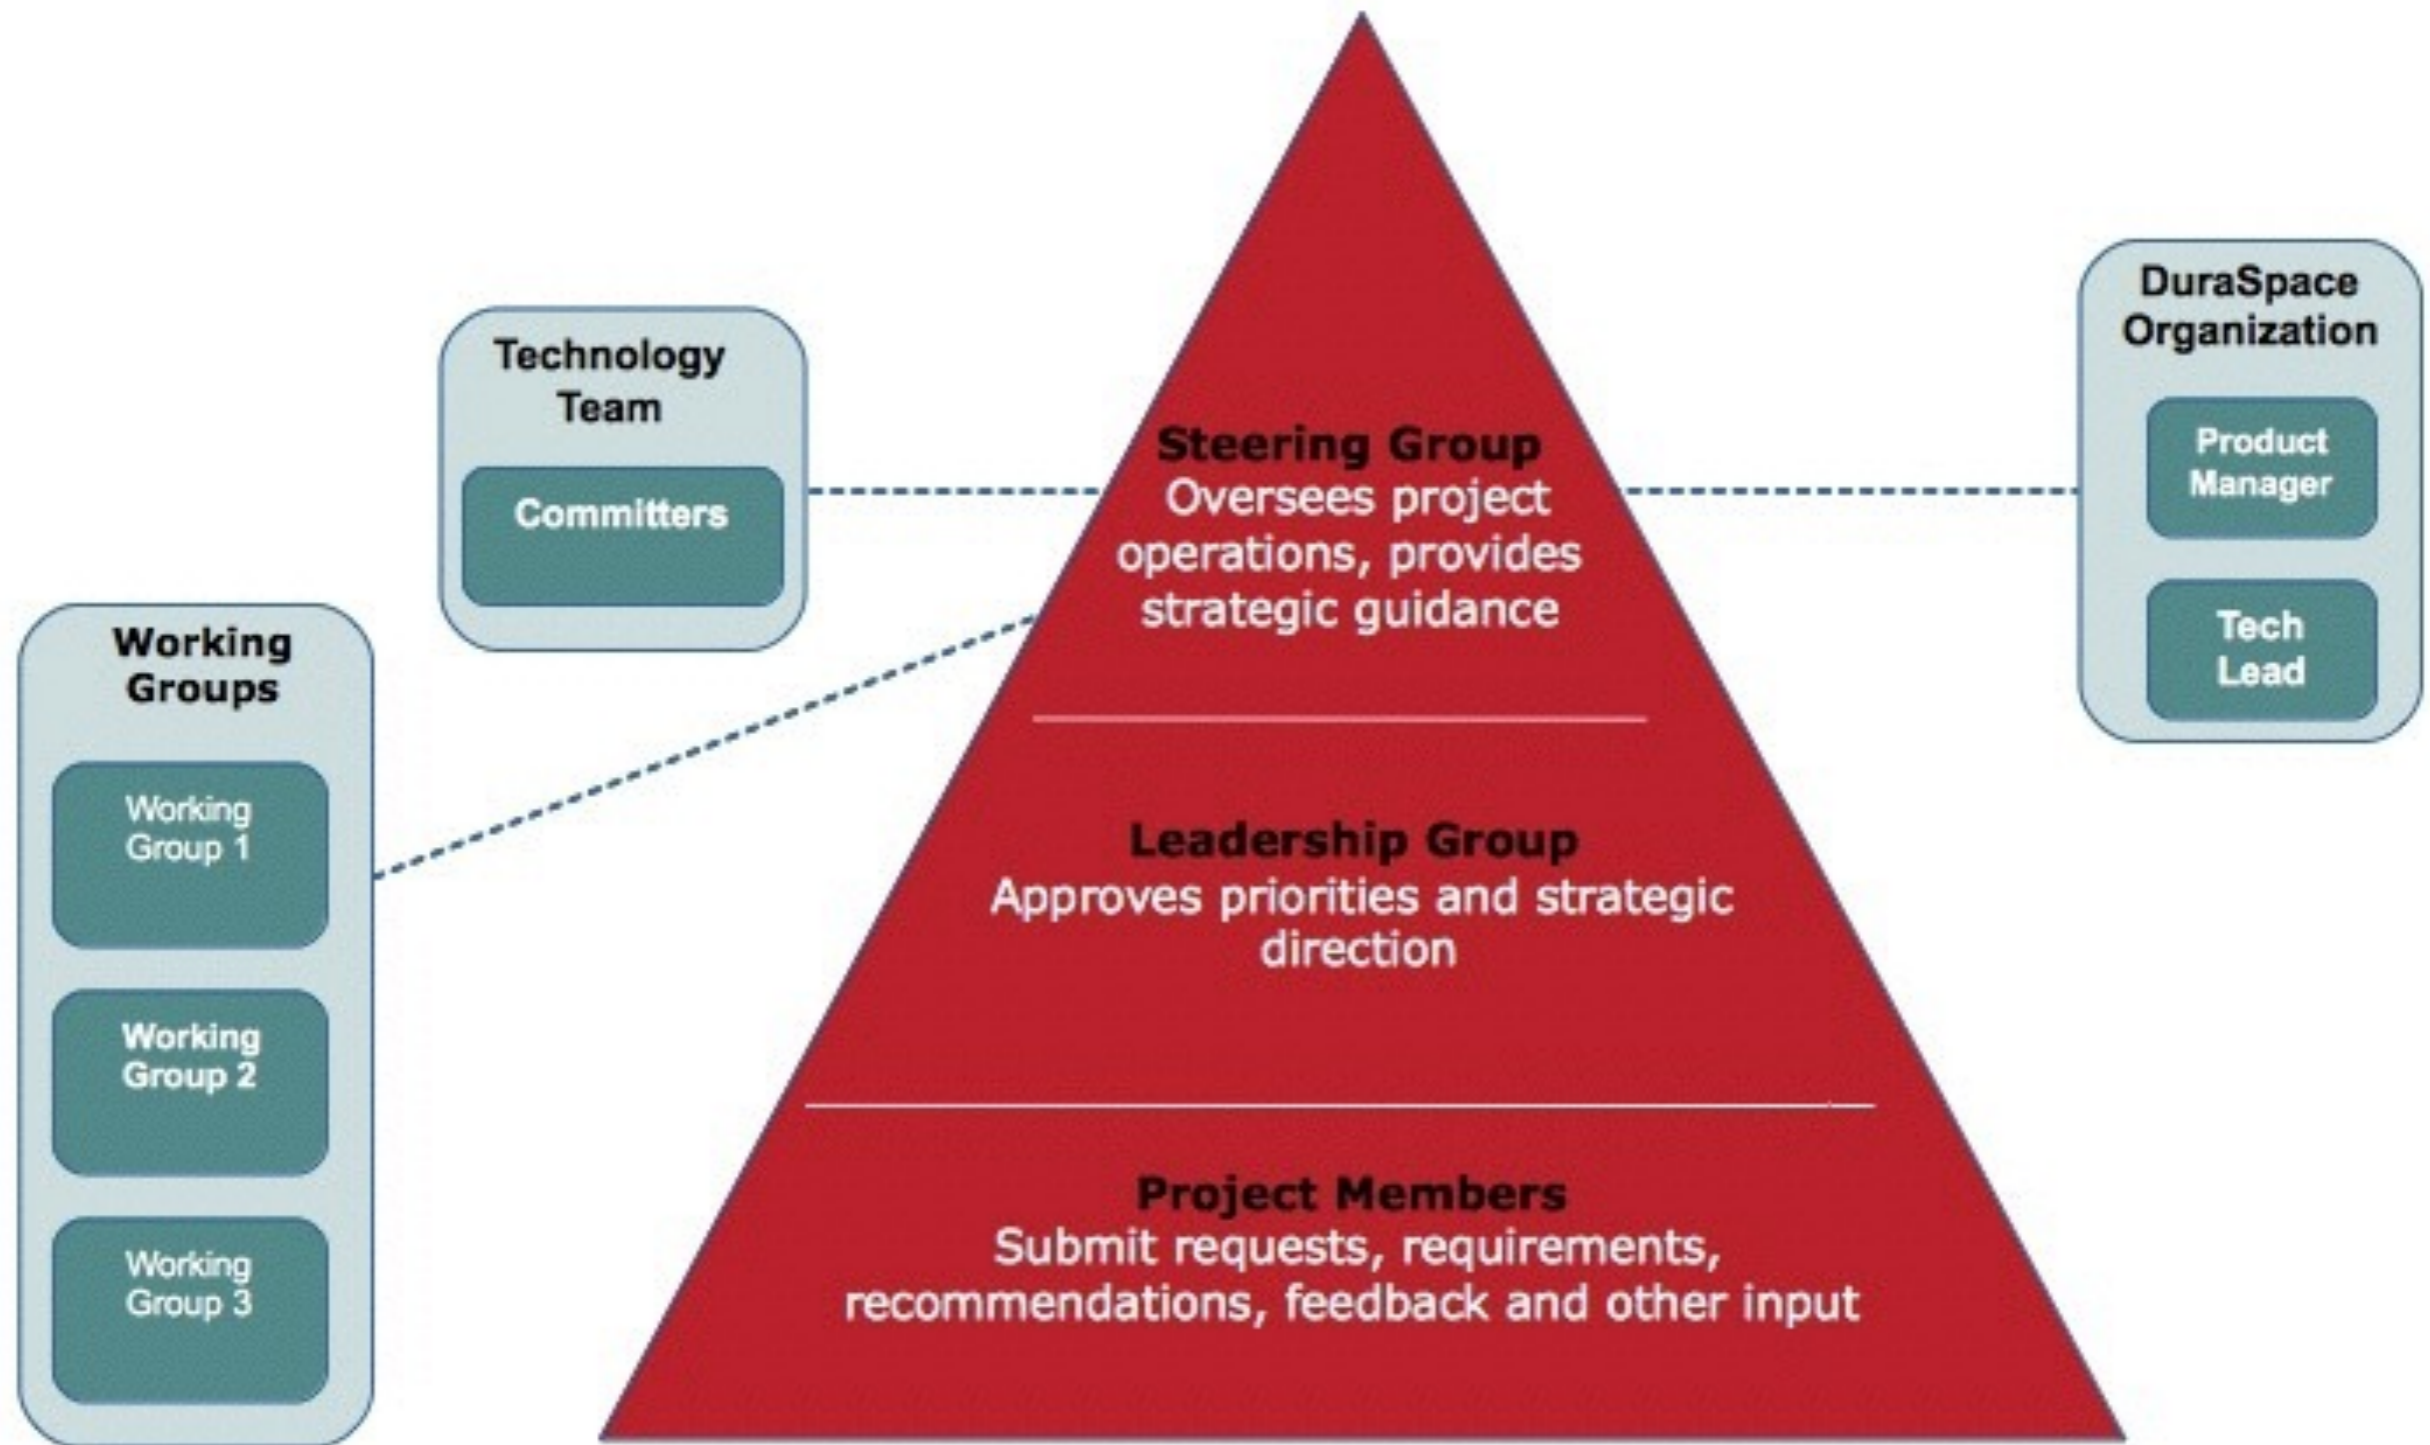 DuraSpace
Organization
Product
Manager
Tech
Lead
Technology
Team
Committers
Steering Group
Oversees project
operations, provides
strategic guidance
Working
Groups
Working
Group 1
Working
Group 2
Working
Group 3
Leadership Group
Approves priorities and strategic
direction
Project Members
Submit requests, requirements,
recommendations, feedback and other input